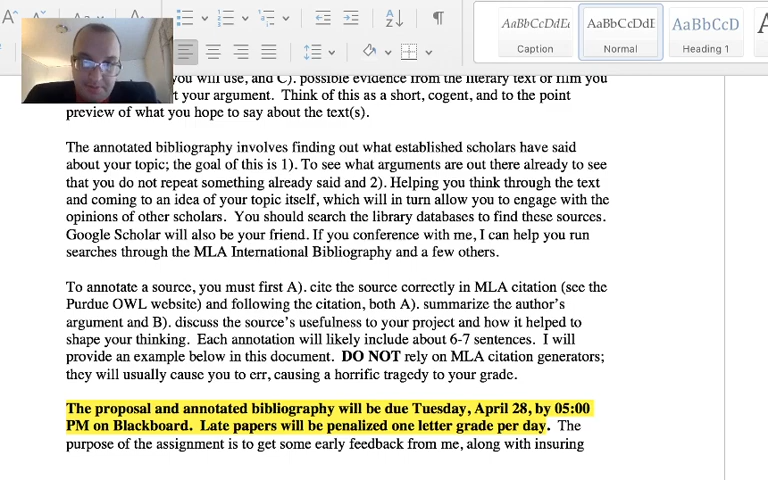 AaBbCcDdEe
AaBbCcDdE
AaBbCcD
Caption
Normal
Heading 1
you will use, and C). possible evidence from the literary text or film you
t your argument. Think of this as a short, cogent, and to the point
preview of what you hope to say about the text(s).
The annotated bibliography involves finding out what established scholars have said
about your topic; the goal of this is 1). To see what arguments are out there already to see
that you do not repeat something already said and 2). Helping you think through the text
and coming to an idea of your topic itself, which will in turn allow you to engage with the
opinions of other scholars. You should search the library databases to find these sources.
Google Scholar will also be your friend. If you conference with me, I can help you run
searches through the MLA International Bibliography and a few others.
To annotate a source, you must first A). cite the source correctly in MLA citation (see the
Purdue OWL website) and following the citation, both A). summarize the author's
argument and B). discuss the source's usefulness to your project and how it helped to
shape your thinking. Each annotation will likely include about 6-7 sentences. I will
provide an example below in this document. DO NOT rely on MLA citation generators;
they will usually cause you to err, causing a horrific tragedy to your grade.
The proposal and annotated bibliography will be due Tuesday, April 28, by 05:00
PM on Blackboard. Late papers will be penalized one letter grade per day. The
purpose of the assignment is to get some early feedback from me, along with insuring